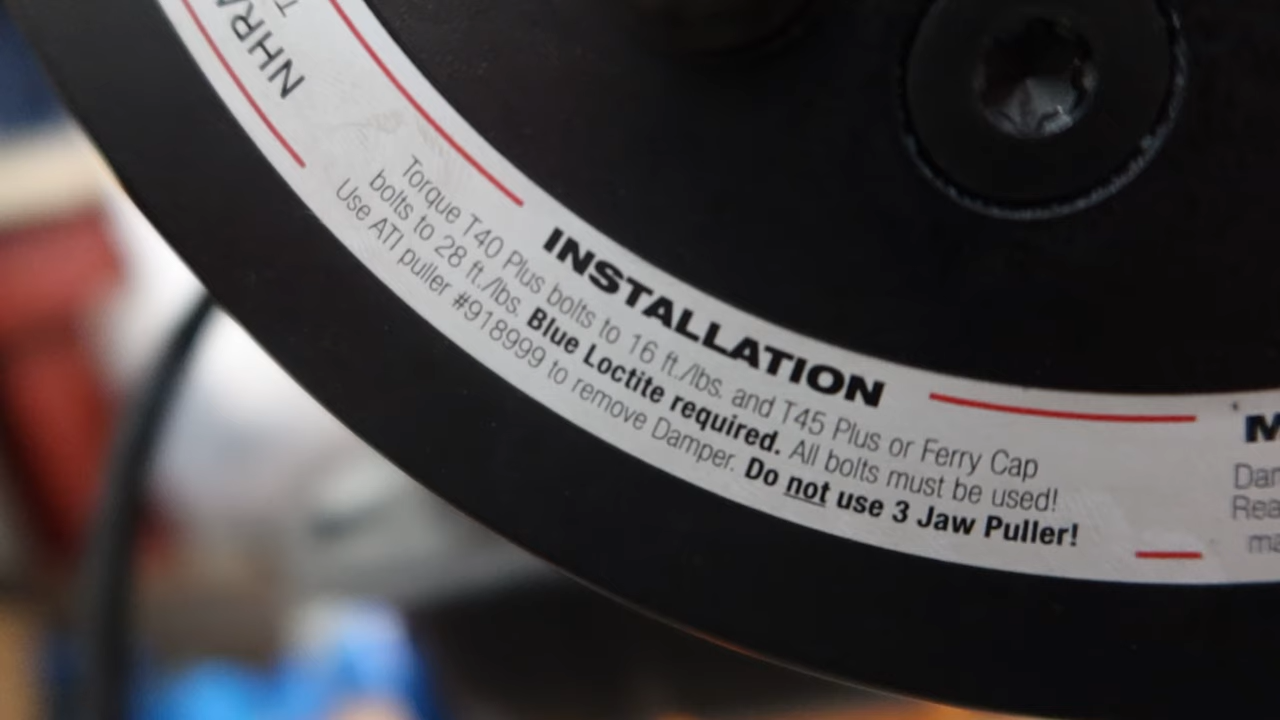 NHRA
T
INSTALLATION
Torque T40 Plus bolts to 16 ft./lbs. and T45 Plus or Ferry Cap
bolts to 28 ft./lbs. Blue Loctite required. All bolts must be used!
Use ATI puller #918999 to remove Damper. Do not use 3 Jaw Puller!